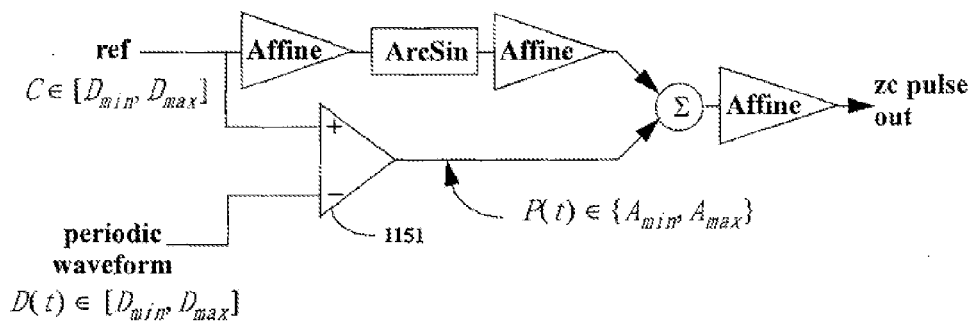 ref
C ∈ [D_min, D_max]
Affine
ArcSin
Affine
Σ
Affine
zc pulse
out
+
−
1151
P(t) ∈ {A_min, A_max}
periodic
waveform
D(t) ∈ [D_min, D_max]